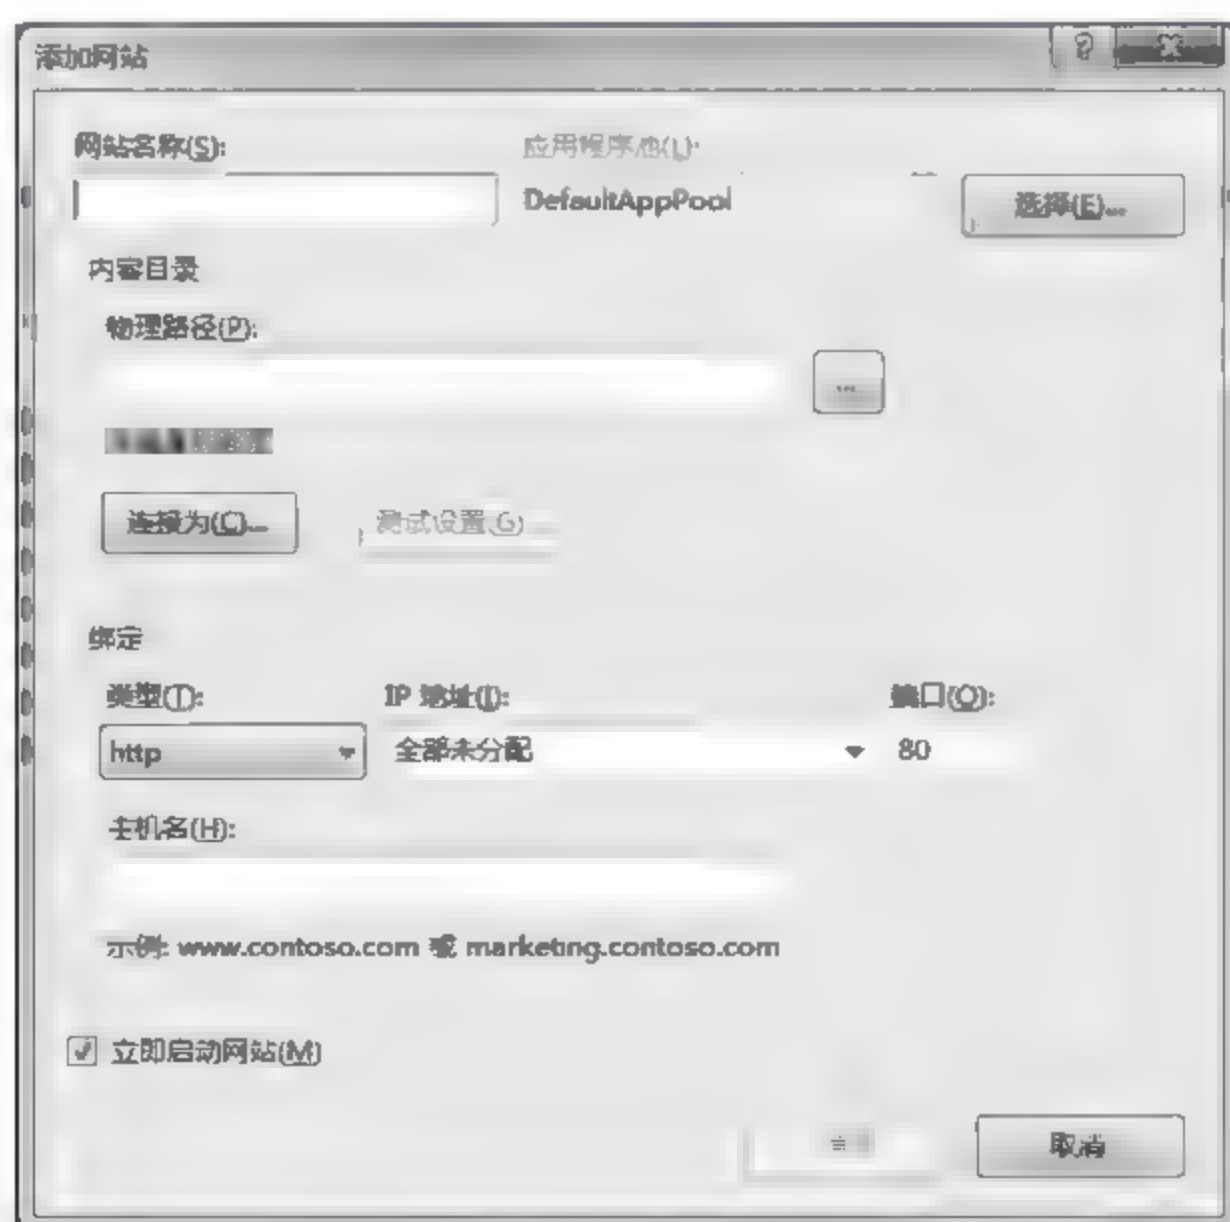 添加网站
网站名称(S): 应用程序池(L):
DefaultAppPool 选择(E)...
内容目录
物理路径(P):
...
连接为(C)... 测试设置(G)...
绑定
类型(T): IP 地址(I): 端口(O):
http 全部未分配 80
主机名(H):
示例: www.contoso.com 或 marketing.contoso.com
立即启动网站(M)
取消